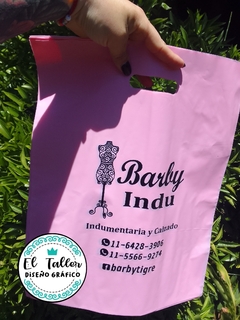 Barby
Indu
Indumentaria y Calzado
11-6428-3906
11-5566-9274
barbytigre
El Taller
DISEÑO GRÁFICO